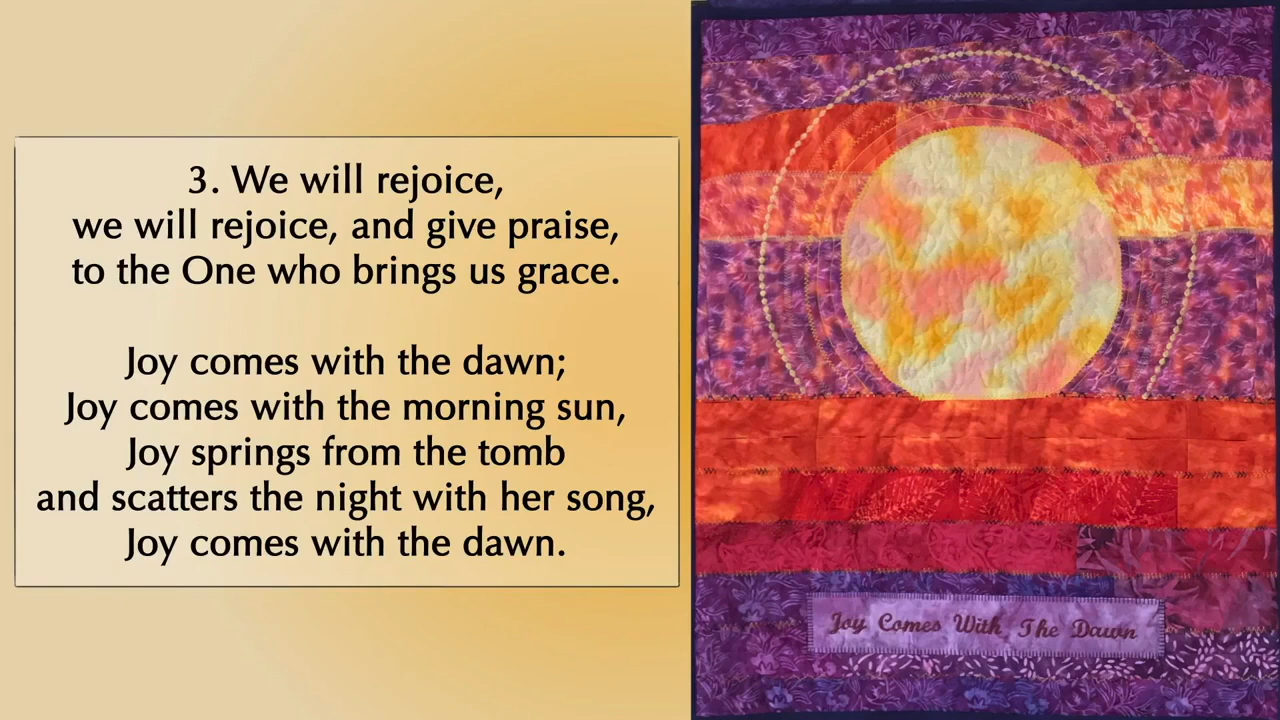 3. We will rejoice,
we will rejoice, and give praise,
to the One who brings us grace.
Joy comes with the dawn;
Joy comes with the morning sun,
Joy springs from the tomb
and scatters the night with her song,
Joy comes with the dawn.
Joy Comes With The Dawn